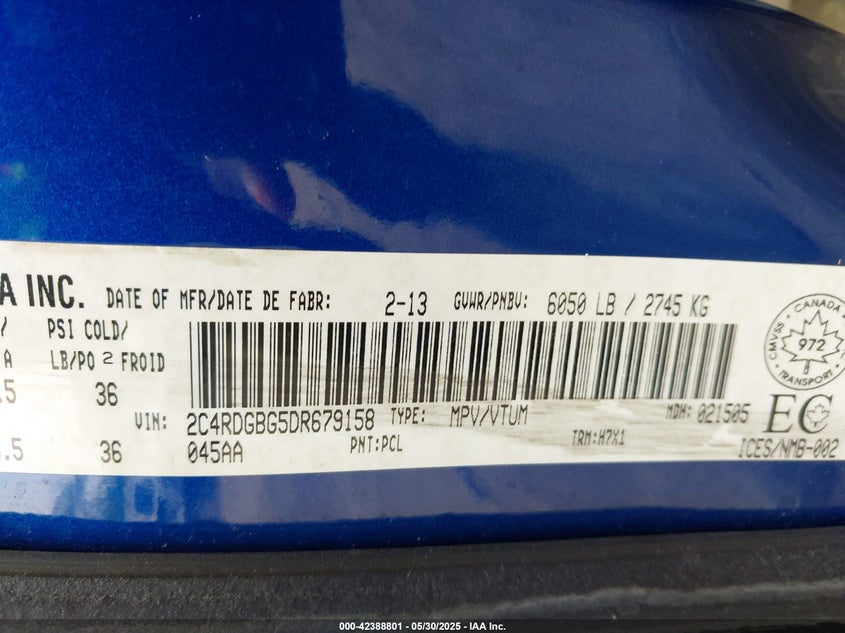 A INC. DATE OF MFR/DATE DE FABR: 2-13 GVWR/PNBV: 6050 LB / 2745 KG
/ PSI COLD/
A LB/PO 2 FROID
.5 36
VIN: 2C4RDGBG5DR679158 TYPE: MPV/VTUM MDH: 021505
.5 36 045AA PNT:PCL TRM:H7X1
CANADA
CMVSS 972
TRANSPORT
EC
ICES/NMB-002
000-42388801 - 05/30/2025 - IAA Inc.